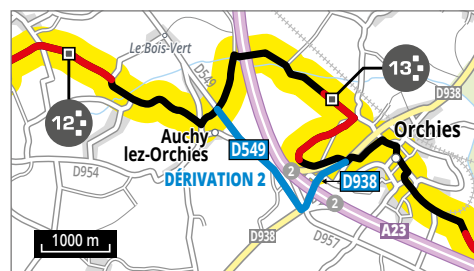 Le Bois-Vert
D549
13
D938
12
Auchy
lez-Orchies
Orchies
D549
D954
2
DÉRIVATION 2
D938
2
A23
D938
D957
1000 m